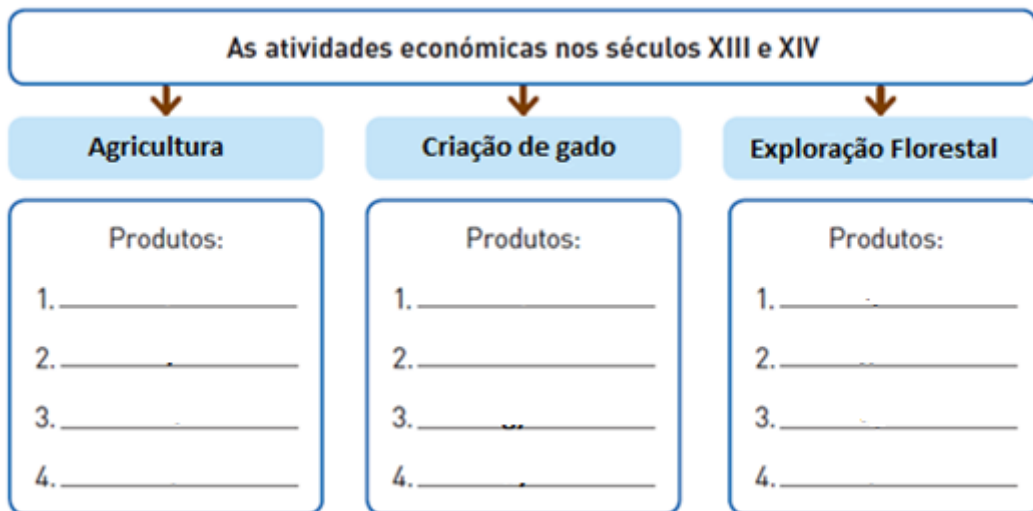 As atividades económicas nos séculos XIII e XIV
Agricultura
Criação de gado
Exploração Florestal
Produtos:
1.
2.
3.
4.
Produtos:
1.
2.
3.
4.
Produtos:
1.
2.
3.
4.